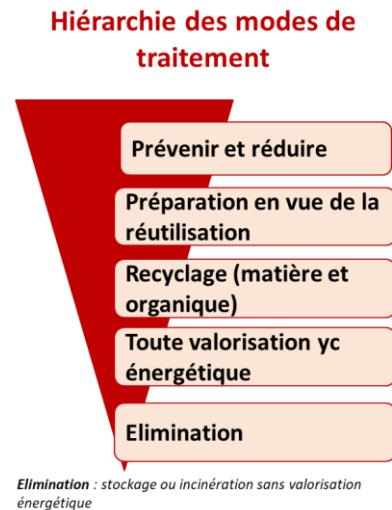 Hiérarchie des modes de
traitement
Prévenir et réduire
Préparation en vue de la
réutilisation
Recyclage (matière et
organique)
Toute valorisation yc
énergétique
Elimination
Elimination : stockage ou incinération sans valorisation
énergétique